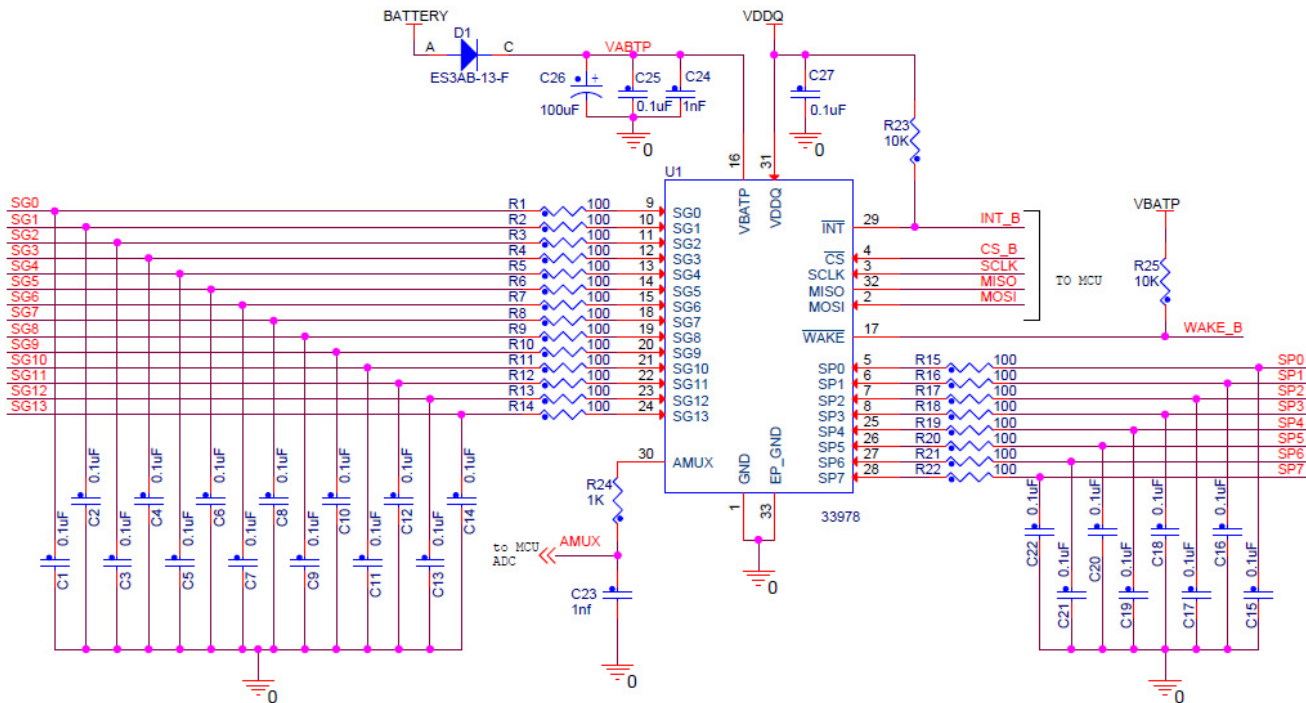 BATTERY
VDDQ
D1
A
C
VABTP
ES3AB-13-F
C26
+
100uF
C25
0.1uF
C24
1nF
0
C27
0.1uF
0
R23
10K
16
31
U1
VBATP
VDDQ
SG0 R1 100 9 SG0
SG1 R2 100 10 SG1
SG2 R3 100 11 SG2
SG3 R4 100 12 SG3
SG4 R5 100 13 SG4
SG5 R6 100 14 SG5
SG6 R7 100 15 SG6
SG7 R8 100 18 SG7
SG8 R9 100 19 SG8
SG9 R10 100 20 SG9
SG10 R11 100 21 SG10
SG11 R12 100 22 SG11
SG12 R13 100 23 SG12
SG13 R14 100 24 SG13
INT 29 INT_B
CS 4 CS_B
SCLK 3 SCLK
MISO 32 MISO
MOSI 2 MOSI
TO MCU
VBATP
R25
10K
WAKE 17 WAKE_B
SP0 5 R15 100 SP0
SP1 6 R16 100 SP1
SP2 7 R17 100 SP2
SP3 8 R18 100 SP3
SP4 25 R19 100 SP4
SP5 26 R20 100 SP5
SP6 27 R21 100 SP6
SP7 28 R22 100 SP7
30 AMUX
GND
EP_GND
1
33
33978
0
R24
1K
to MCU
ADC
AMUX
C23
1nf
0
0.1uF C1
0.1uF C2
0.1uF C3
0.1uF C4
0.1uF C5
0.1uF C6
0.1uF C7
0.1uF C8
0.1uF C9
0.1uF C10
0.1uF C11
0.1uF C12
0.1uF C13
0.1uF C14
0
0.1uF C22
0.1uF C21
0.1uF C20
0.1uF C19
0.1uF C18
0.1uF C17
0.1uF C16
0.1uF C15
0